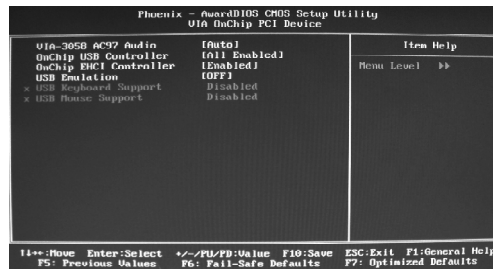 Phoenix - AwardBIOS CMOS Setup Utility
VIA OnChip PCI Device
VIA-3058 AC97 Audio [Auto]
OnChip USB Controller [All Enabled]
OnChip EHCI Controller [Enabled]
USB Emulation [OFF]
x USB Keyboard Support Disabled
x USB Mouse Support Disabled
Item Help
Menu Level ▸▸
↑↓→←:Move Enter:Select +/-/PU/PD:Value F10:Save ESC:Exit F1:General Help
F5: Previous Values F6: Fail-Safe Defaults F7: Optimized Defaults